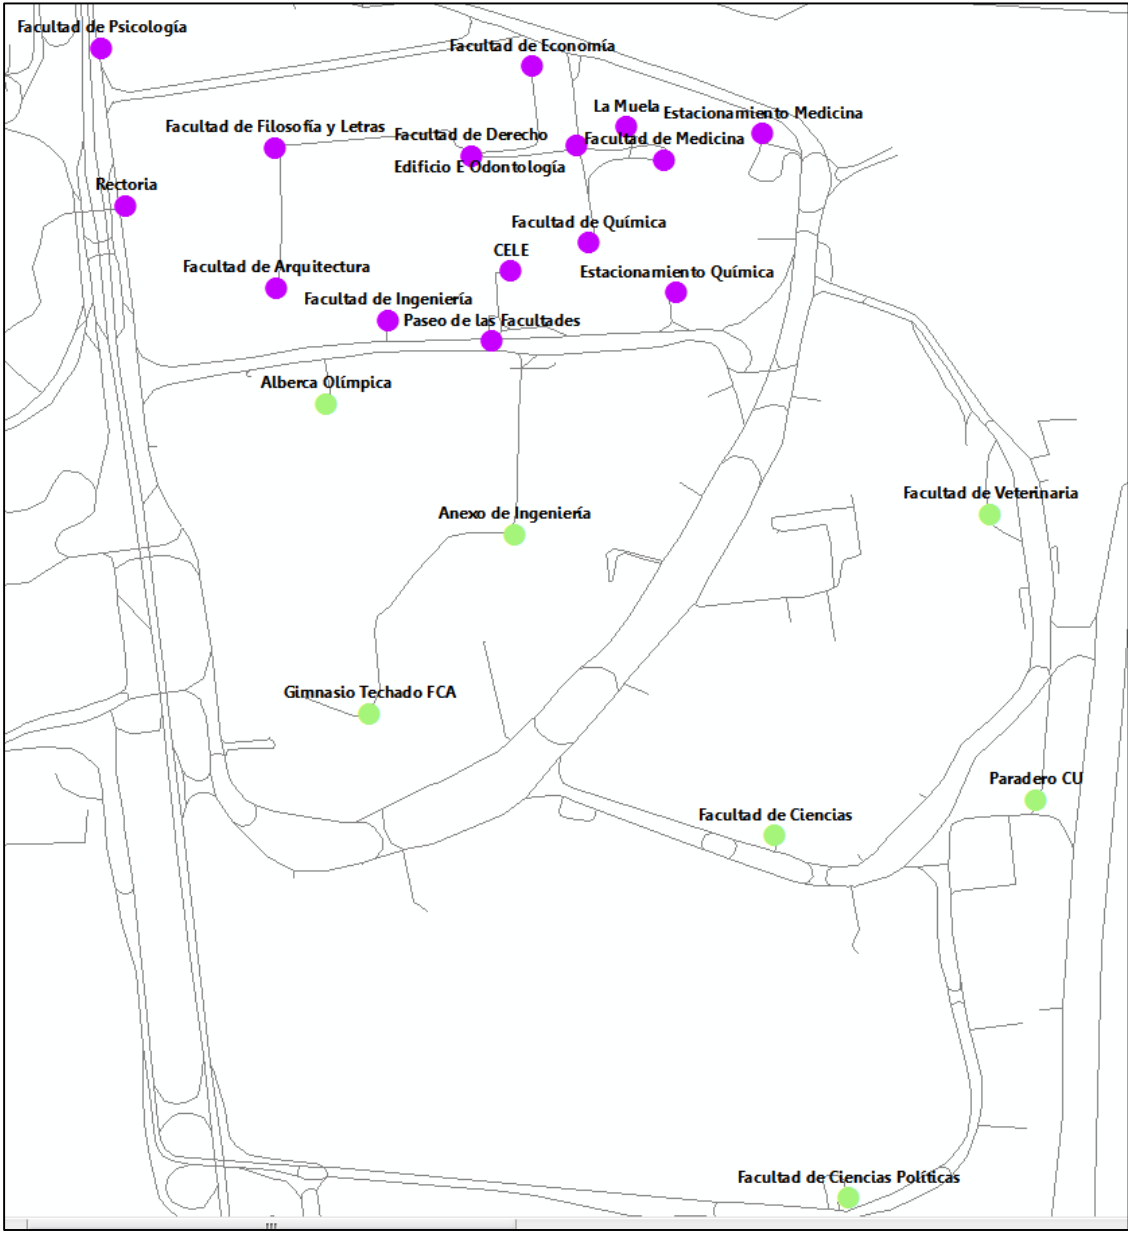 Facultad de Psicología
Facultad de Economía
La Muela
Estacionamiento Medicina
Facultad de Filosofía y Letras
Facultad de Derecho
Facultad de Medicina
Edificio E Odontología
Rectoria
Facultad de Química
CELE
Facultad de Arquitectura
Estacionamiento Química
Facultad de Ingeniería
Paseo de las Facultades
Alberca Olímpica
Facultad de Veterinaria
Anexo de Ingeniería
Gimnasio Techado FCA
Paradero CU
Facultad de Ciencias
Facultad de Ciencias Políticas